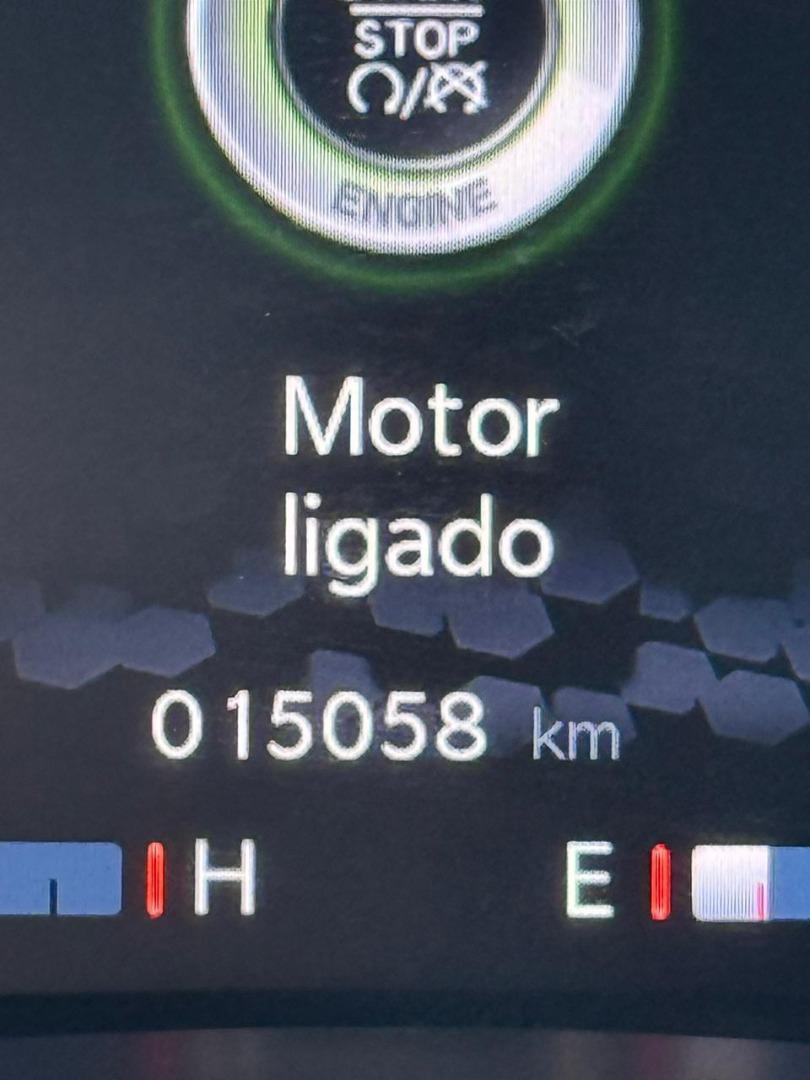 STOP
ENGINE
Motor
ligado
015058 km
H E